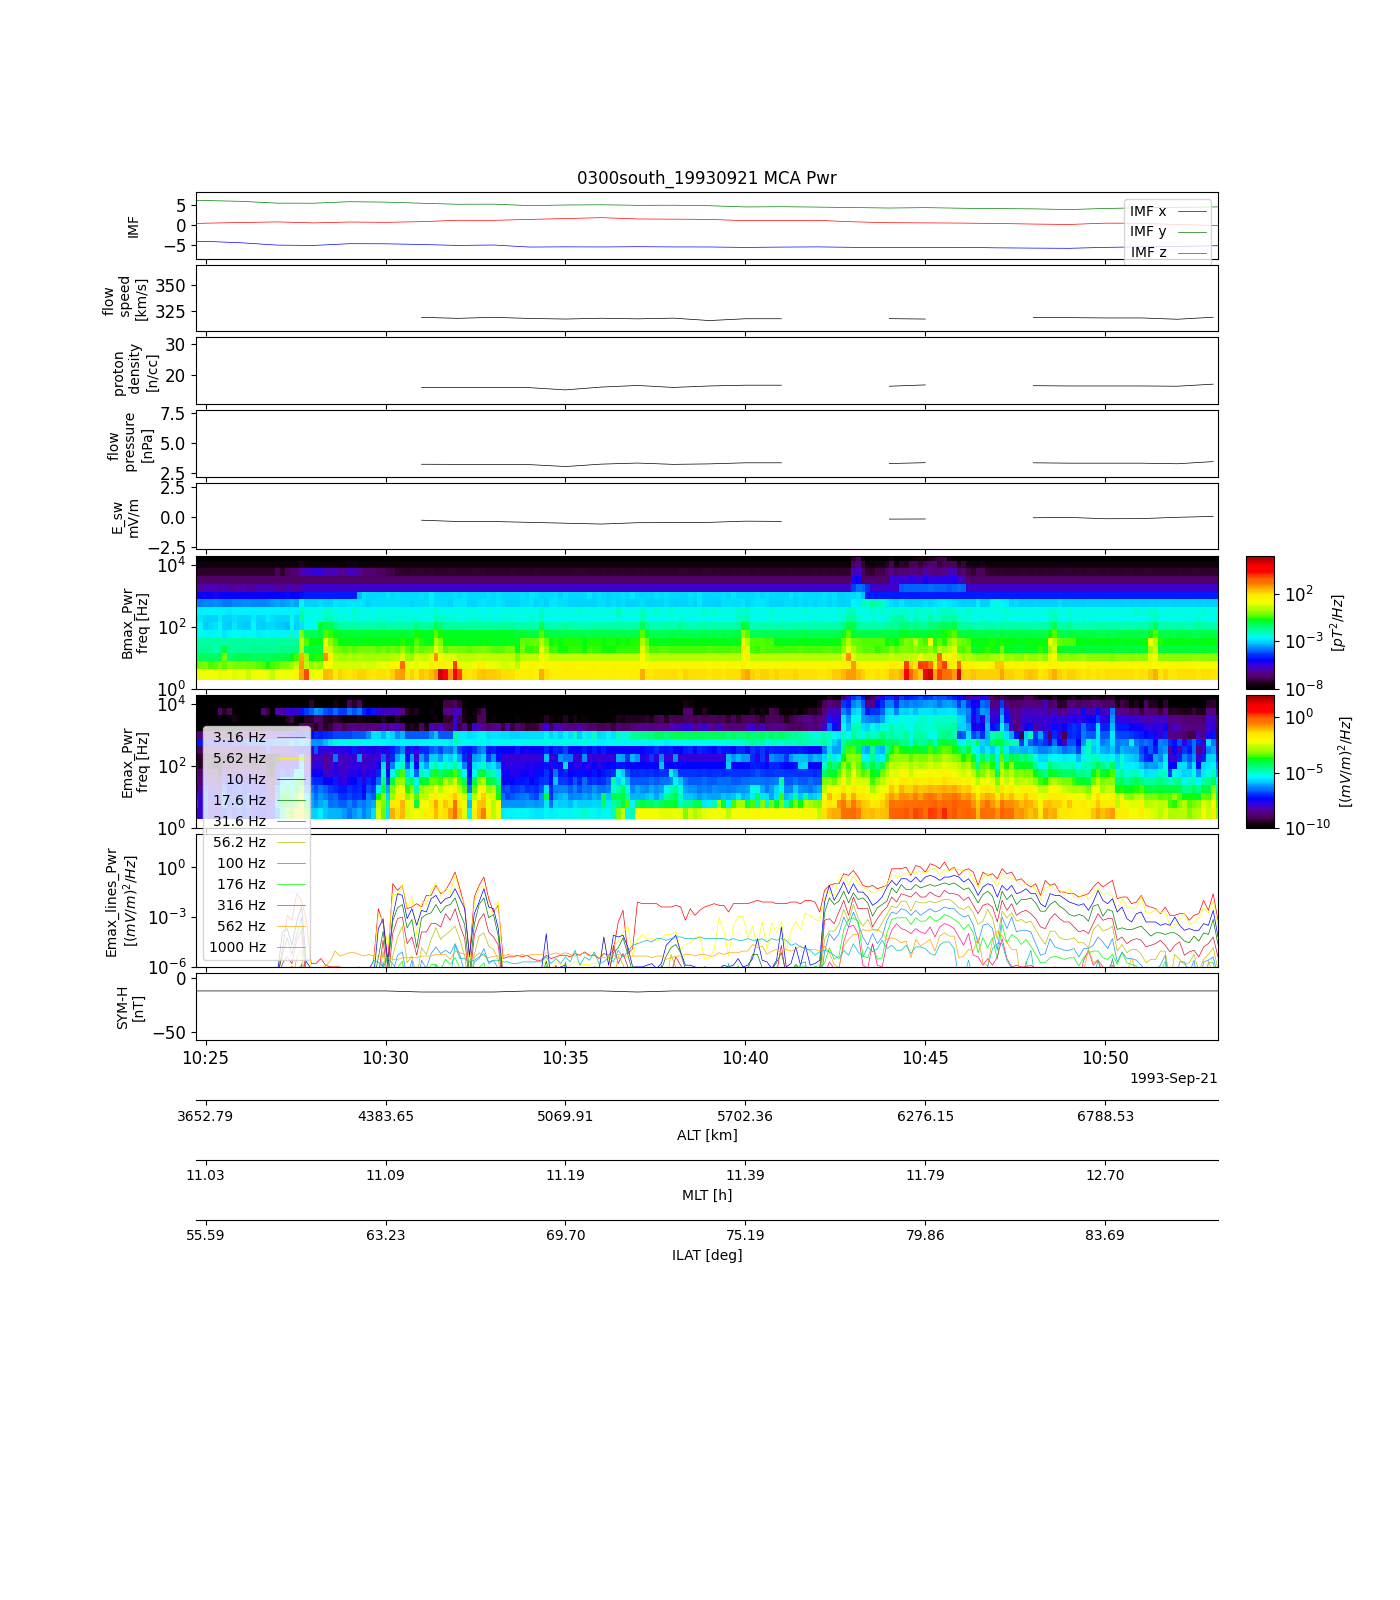 0300south_19930921 MCA Pwr
IMF
5
0
−5
IMF x
IMF y
IMF z
flow
speed
[km/s]
350
325
proton
density
[n/cc]
30
20
flow
pressure
[nPa]
7.5
5.0
2.5
E_sw
mV/m
2.5
0.0
−2.5
Bmax_Pwr
freq [Hz]
10^4
10^2
10^0
10^2
10^−3
10^−8
[pT^2/Hz]
Emax_Pwr
freq [Hz]
10^4
10^2
10^0
10^0
10^−5
10^−10
[(mV/m)^2/Hz]
3.16 Hz
5.62 Hz
10 Hz
17.6 Hz
31.6 Hz
56.2 Hz
100 Hz
176 Hz
316 Hz
562 Hz
1000 Hz
Emax_lines_Pwr
[(mV/m)^2/Hz]
10^0
10^−3
10^−6
SYM-H
[nT]
0
−50
10:25 10:30 10:35 10:40 10:45 10:50
1993-Sep-21
3652.79 4383.65 5069.91 5702.36 6276.15 6788.53
ALT [km]
11.03 11.09 11.19 11.39 11.79 12.70
MLT [h]
55.59 63.23 69.70 75.19 79.86 83.69
ILAT [deg]